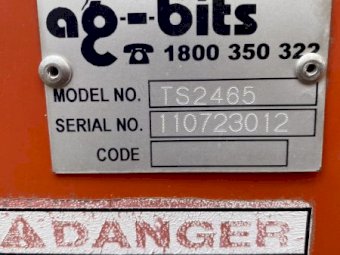 ag-bits
☎ 1800 350 322
MODEL NO. TS2465
SERIAL NO. 110723012
CODE
⚠ DANGER